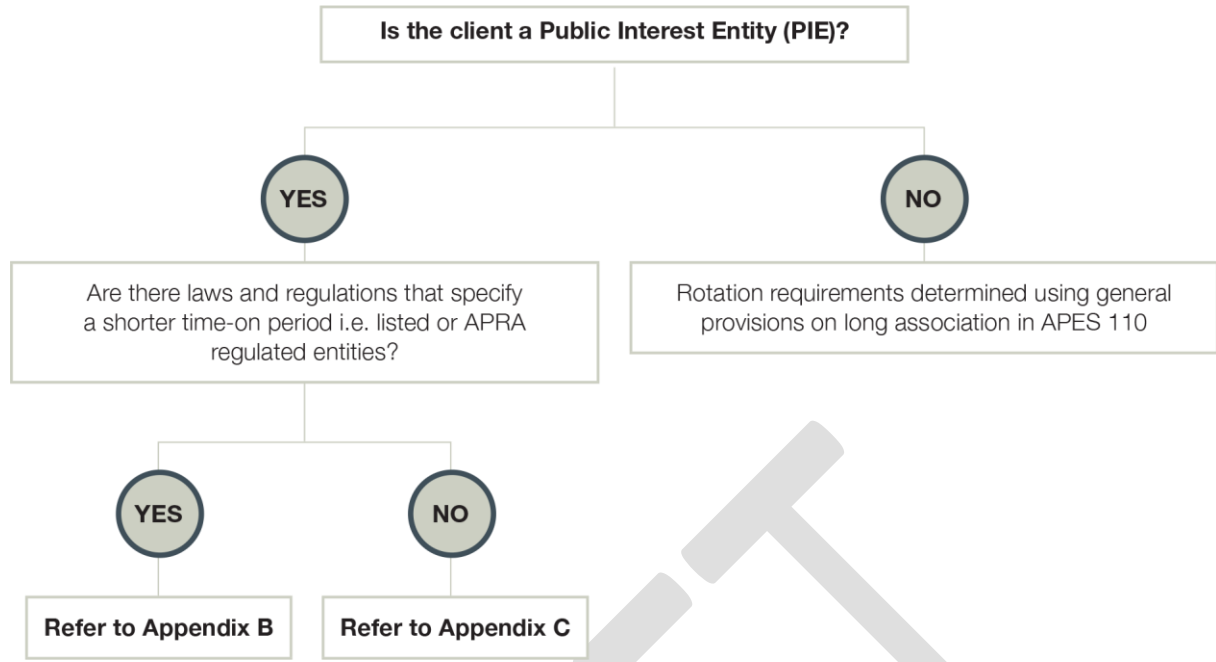 Is the client a Public Interest Entity (PIE)?
YES
NO
Are there laws and regulations that specify
a shorter time-on period i.e. listed or APRA
regulated entities?
Rotation requirements determined using general
provisions on long association in APES 110
YES
NO
Refer to Appendix B
Refer to Appendix C